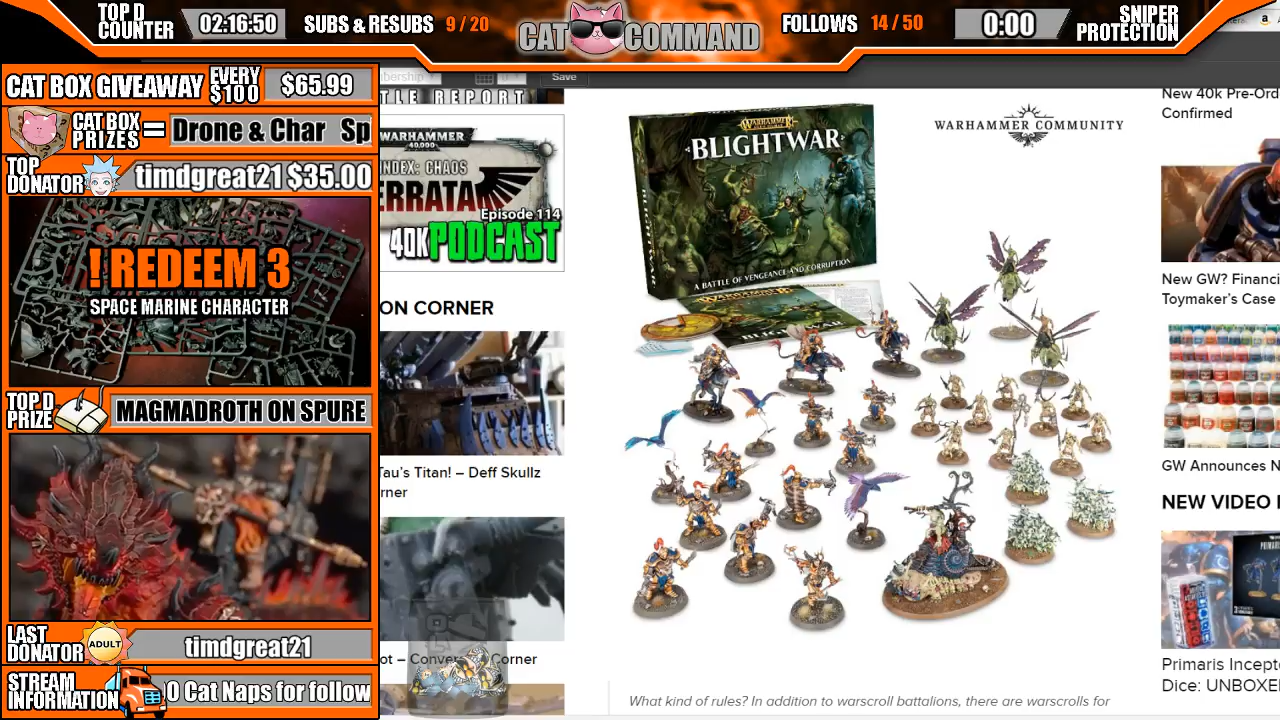 TOP D
COUNTER
02:16:50
SUBS & RESUBS 9 / 20
CAT COMMAND
FOLLOWS 14 / 50
0:00
SNIPER
PROTECTION
CAT BOX GIVEAWAY EVERY
$100
$65.99
CAT BOX
PRIZES = Drone & Char Sp
TOP
DONATOR timdgreat21 $35.00
!REDEEM 3
SPACE MARINE CHARACTER
TOP D
PRIZE MAGMADROTH ON SPURE
LAST
DONATOR ADULT timdgreat21
STREAM
INFORMATION 0 Cat Naps for follow
Save
TLE REPORT
WARHAMMER
40,000
INDEX: CHAOS
ERRATA
Episode 114
40K PODCAST
ON CORNER
Tau's Titan! – Deff Skullz
rner
ot – Conver Corner
WARHAMMER
BLIGHTWAR
A BATTLE OF VENGEANCE AND CORRUPTION
WARHAMMER COMMUNITY
What kind of rules? In addition to warscroll battalions, there are warscrolls for
New 40k Pre-Ord
Confirmed
New GW? Financi
Toymaker's Case
GW Announces N
NEW VIDEO
Primaris Incept
Dice: UNBOXE